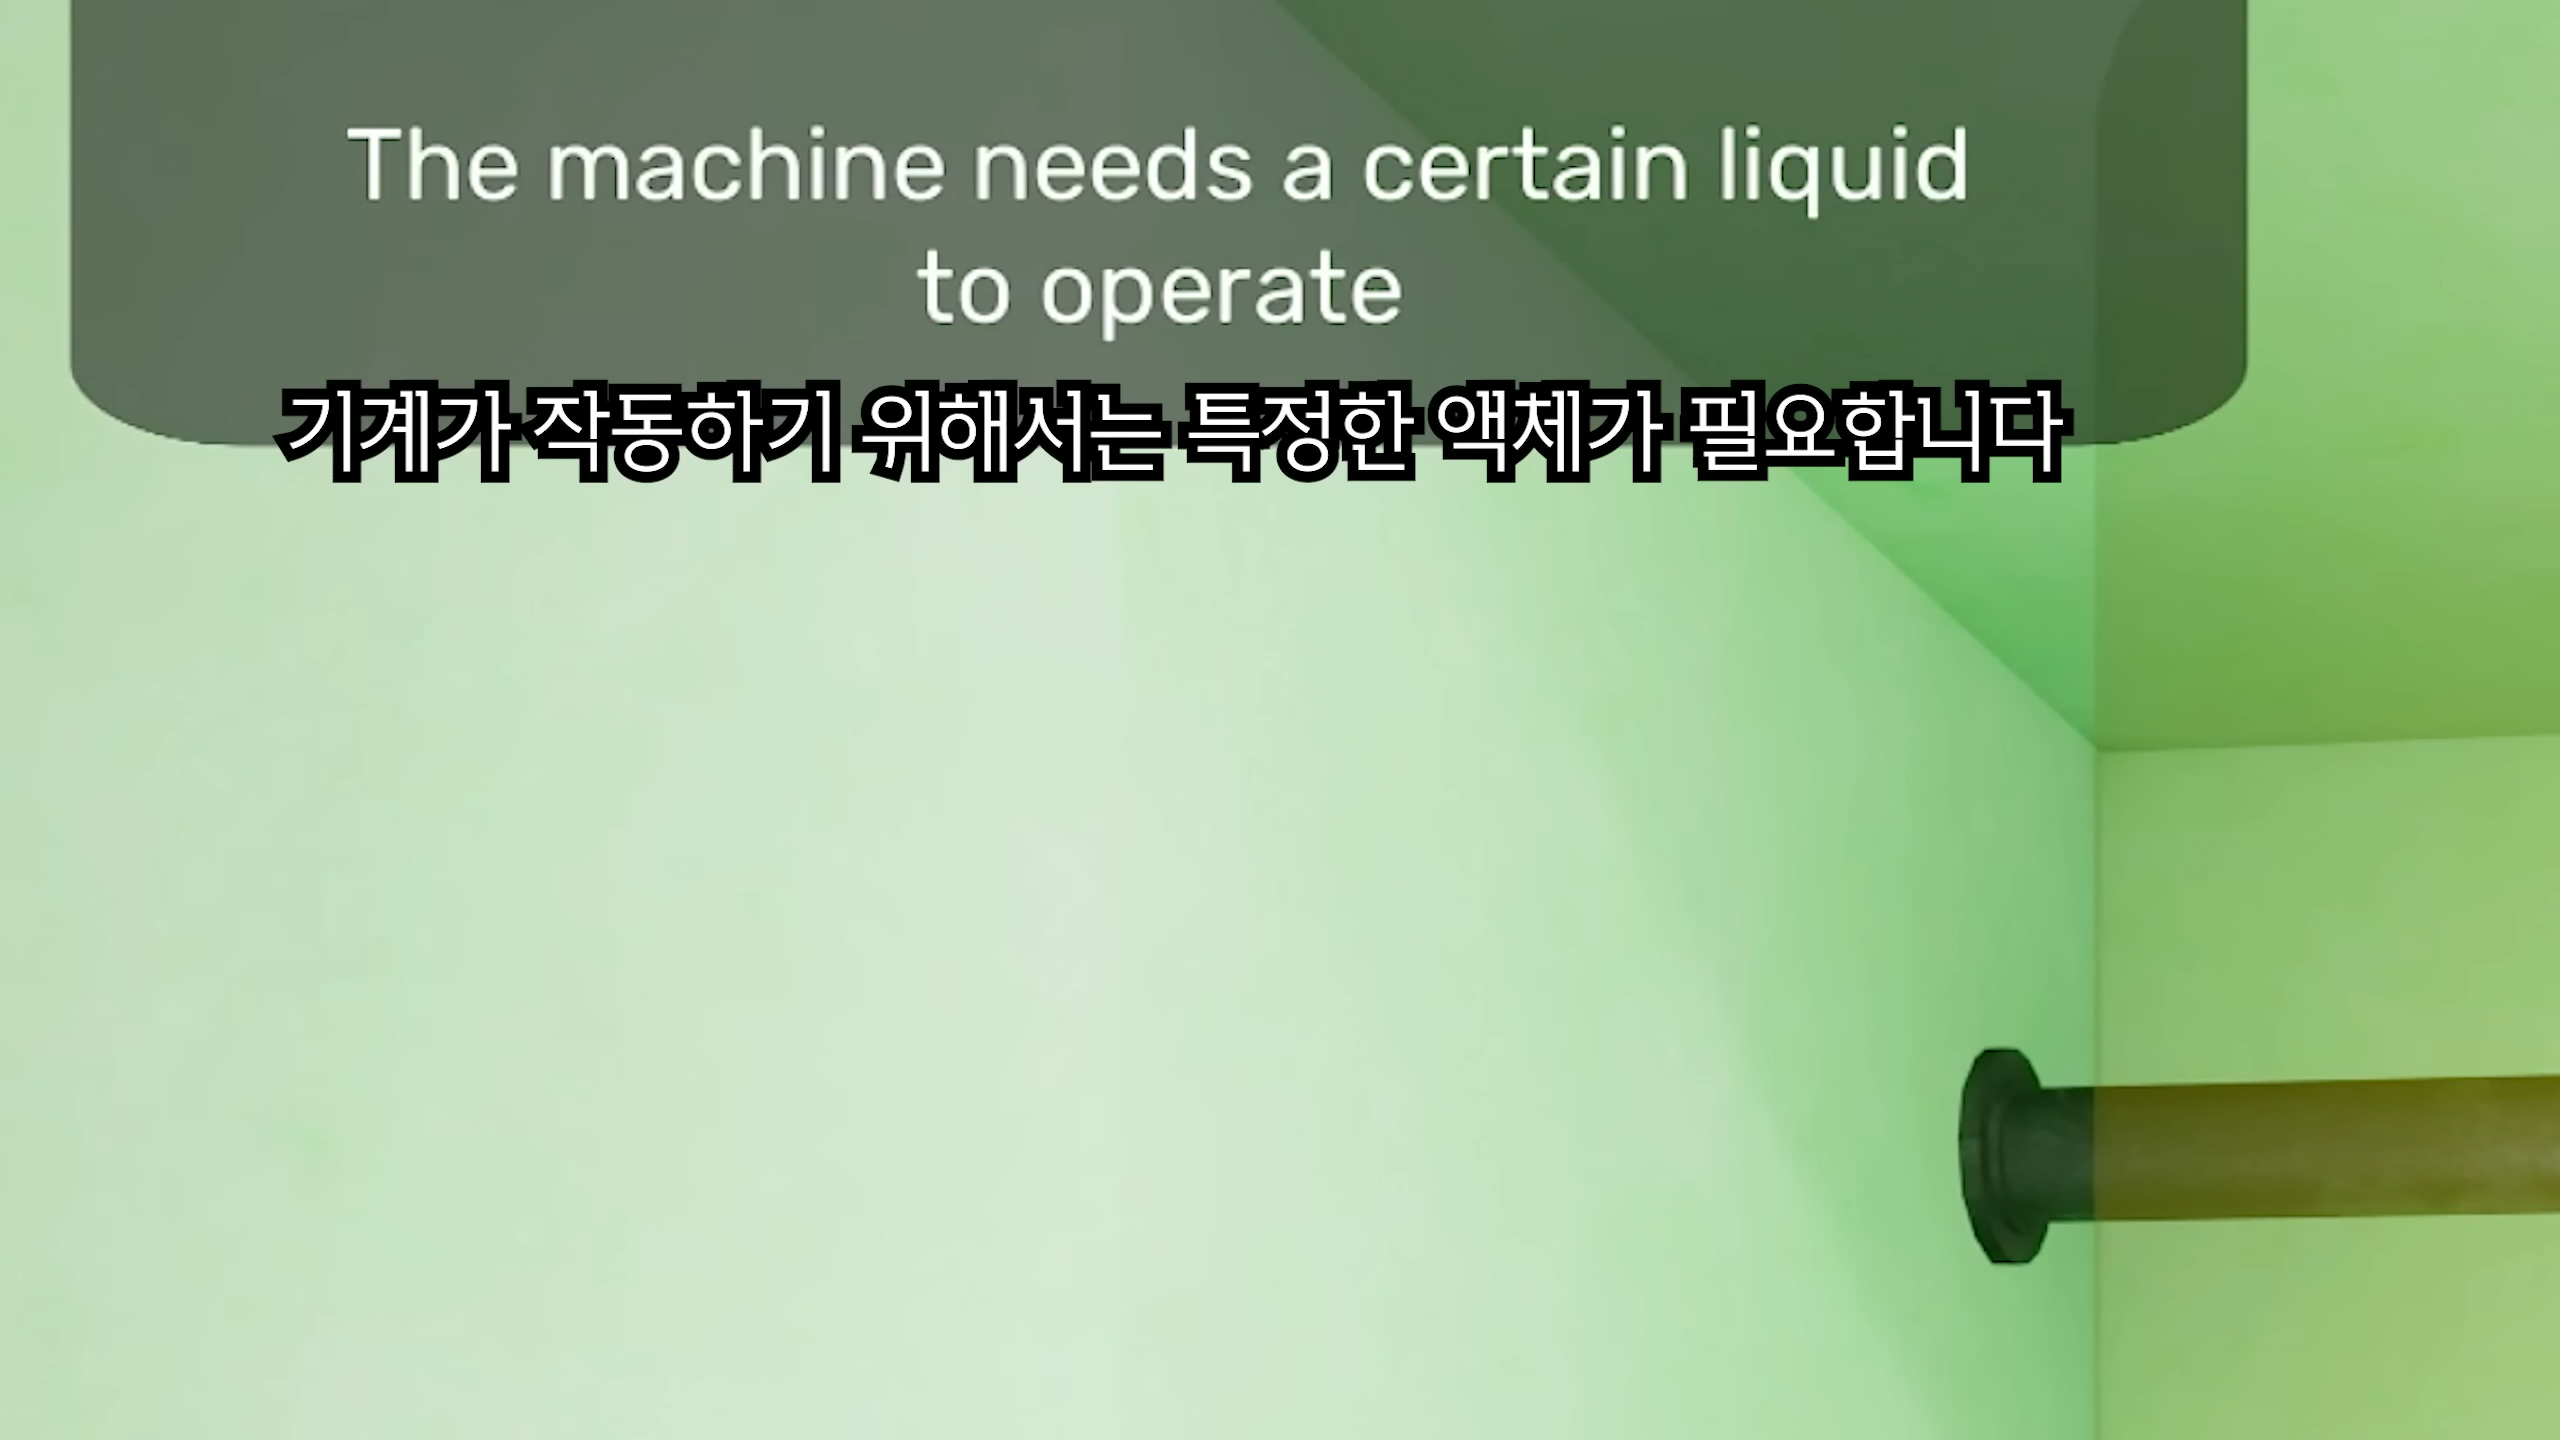 The machine needs a certain liquid
to operate
기계가 작동하기 위해서는 특정한 액체가 필요합니다